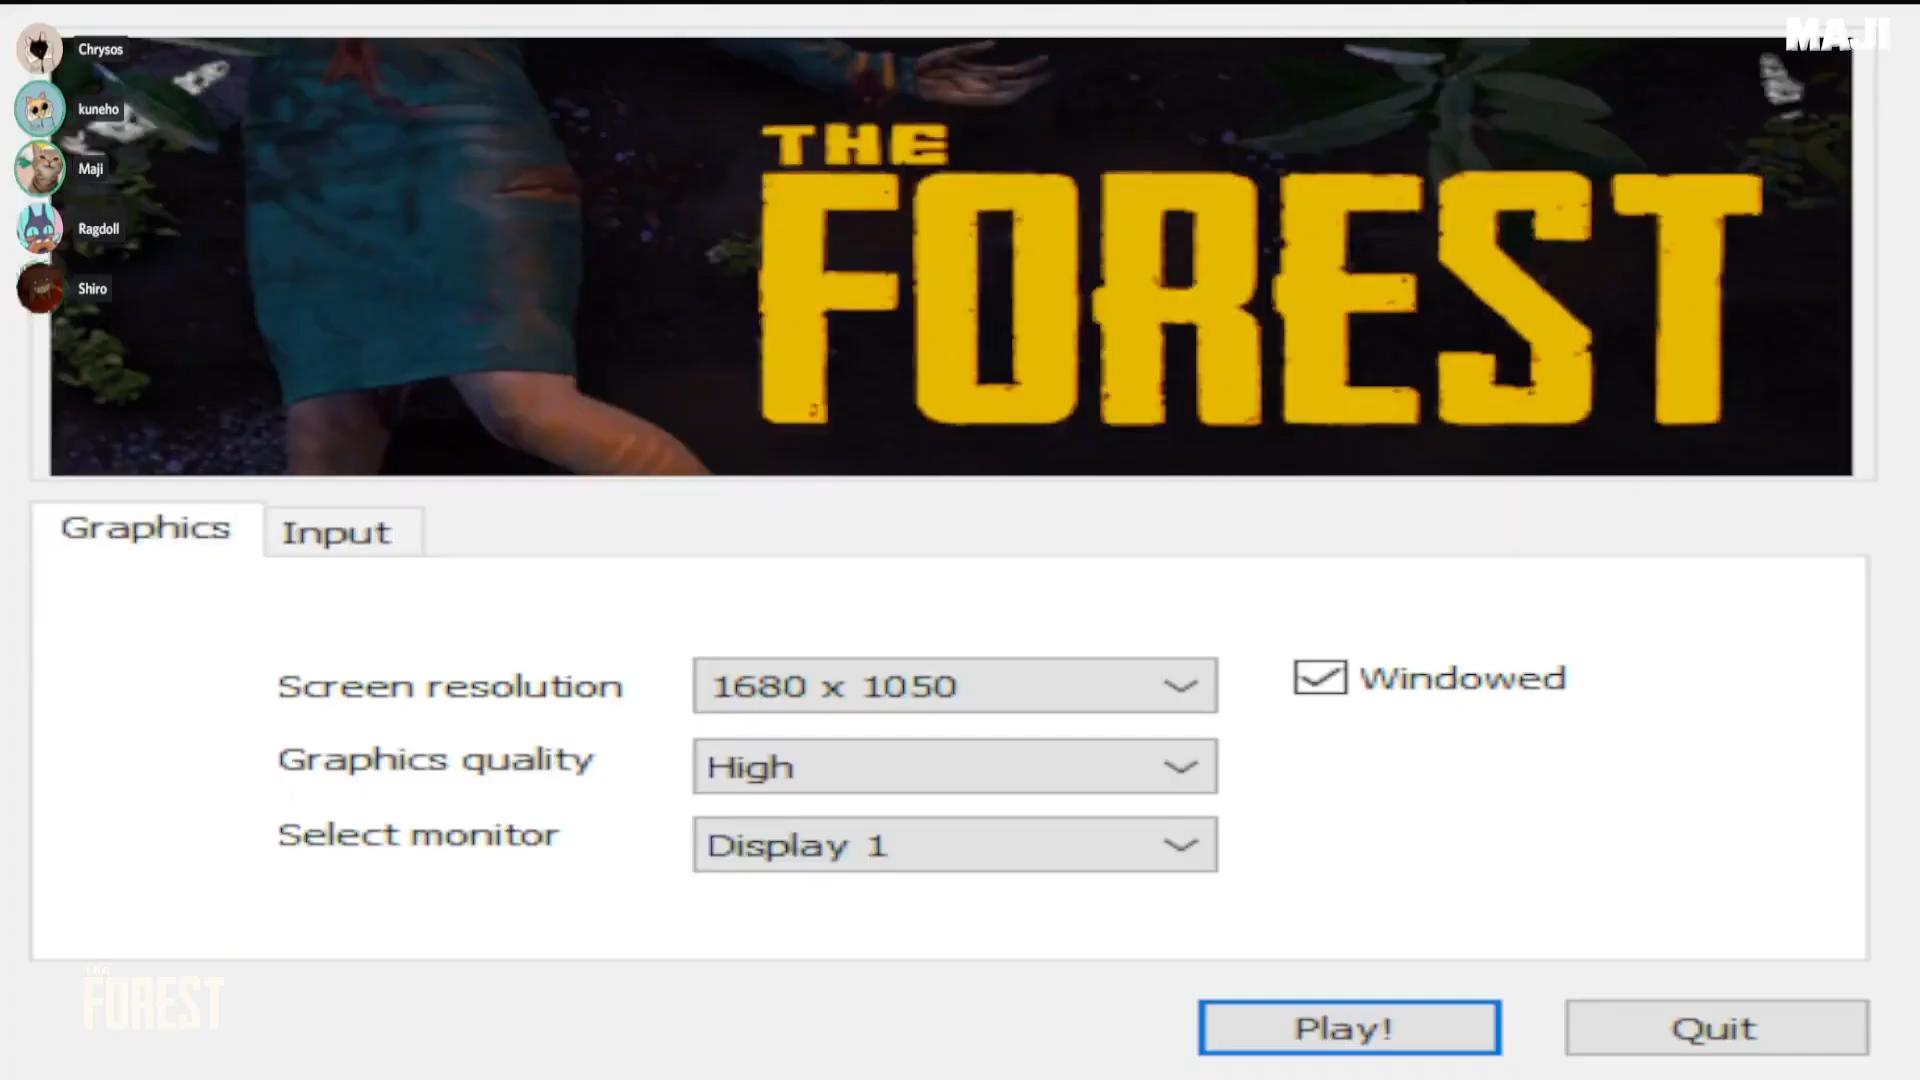 MAJI
Chrysos
kuneho
Maji
Ragdoll
Shiro
THE
FOREST
Graphics
Input
Screen resolution
1680 x 1050
Windowed
Graphics quality
High
Select monitor
Display 1
THE
FOREST
Play!
Quit